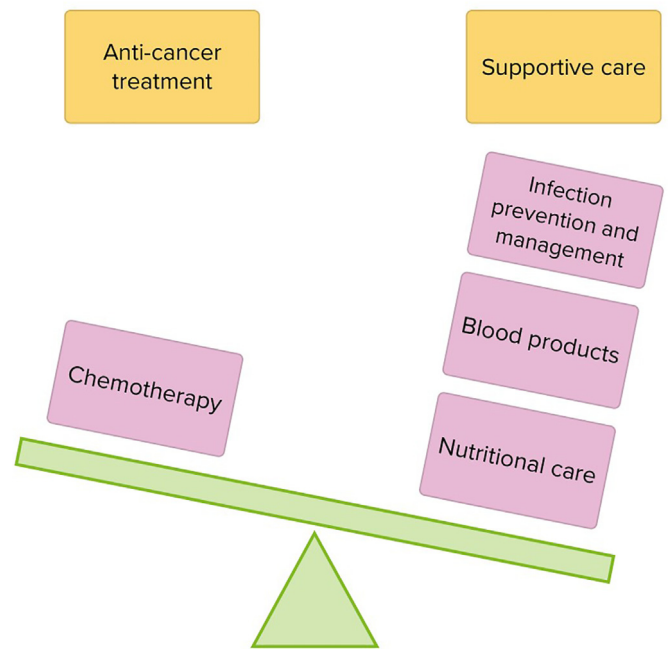 Anti-cancer
treatment
Supportive care
Infection
prevention and
management
Blood products
Chemotherapy
Nutritional care